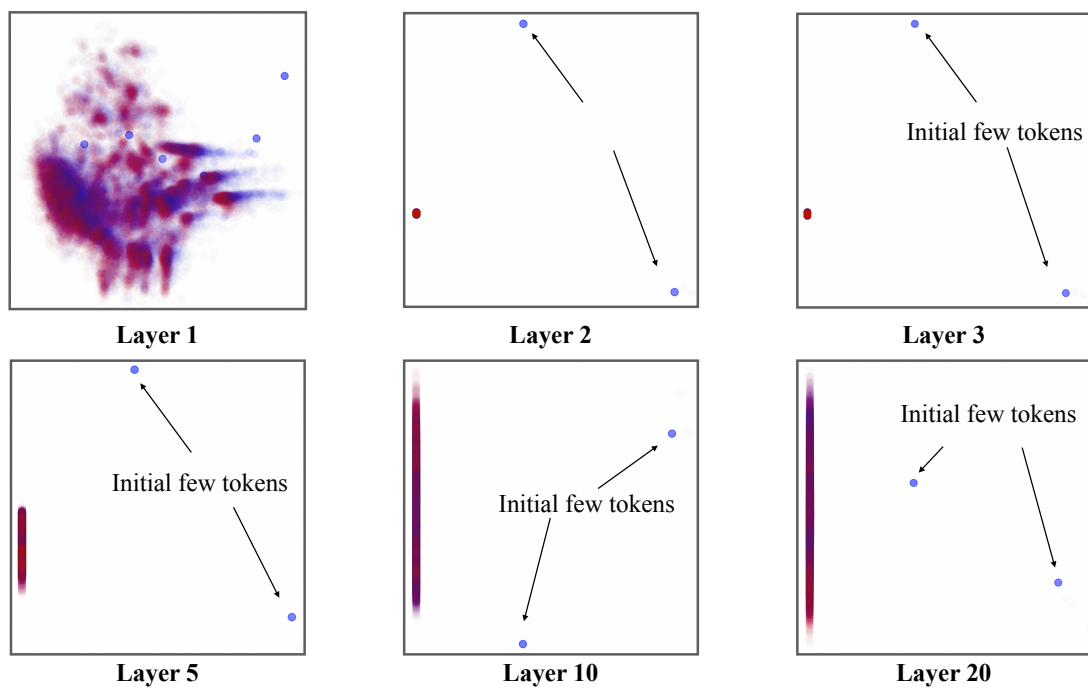 Initial few tokens
Layer 1
Layer 2
Layer 3
Initial few tokens
Initial few tokens
Initial few tokens
Layer 5
Layer 10
Layer 20